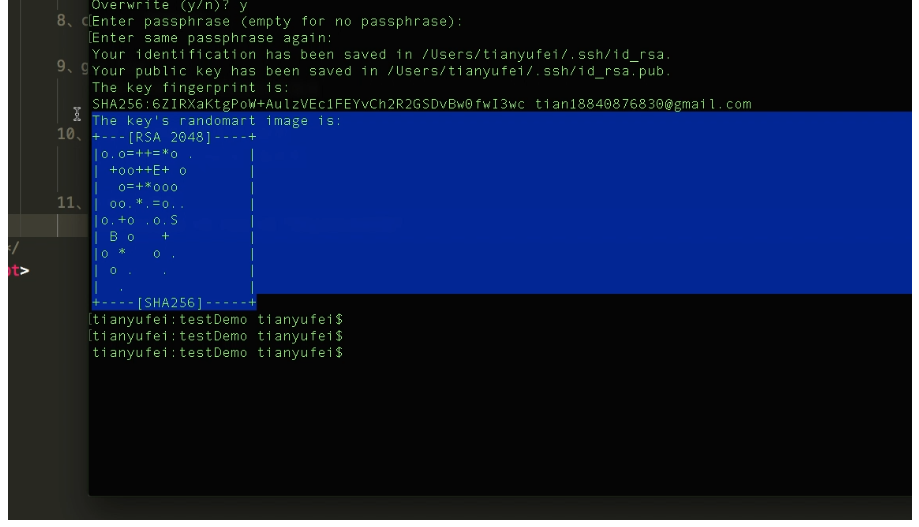 Overwrite (y/n)? y
8、c[Enter passphrase (empty for no passphrase):
[Enter same passphrase again:
Your identification has been saved in /Users/tianyufei/.ssh/id_rsa.
9、g
Your public key has been saved in /Users/tianyufei/.ssh/id_rsa.pub.
The key fingerprint is:
SHA256:6ZIRXaKtgPoW+AulzVEc1FEYvCh2R2GSDvBw0fwI3wc tian18840876830@gmail.com
The key's randomart image is:
10、
+---[RSA 2048]----+
|o.o=++=*o .      |
| +oo++E+ o       |
|  o=+*ooo        |
| oo.*.=o..       |
11、
|o.+o .o.S        |
| B o   +         |
*/
|o *   o .        |
pt>
| o .   .         |
|  .              |
+----[SHA256]-----+
[tianyufei:testDemo tianyufei$
[tianyufei:testDemo tianyufei$
tianyufei:testDemo tianyufei$